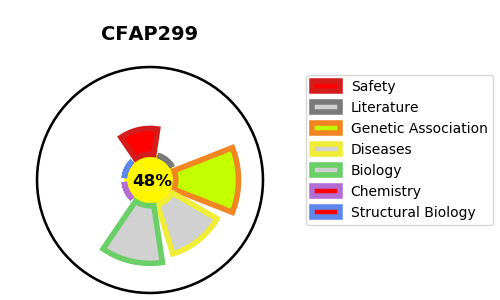 CFAP299
48%
Safety
Literature
Genetic Association
Diseases
Biology
Chemistry
Structural Biology